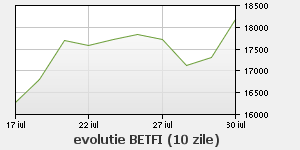 18500
18000
17500
17000
16500
16000
17 iul
22 iul
27 iul
30 iul
evolutie BETFI (10 zile)